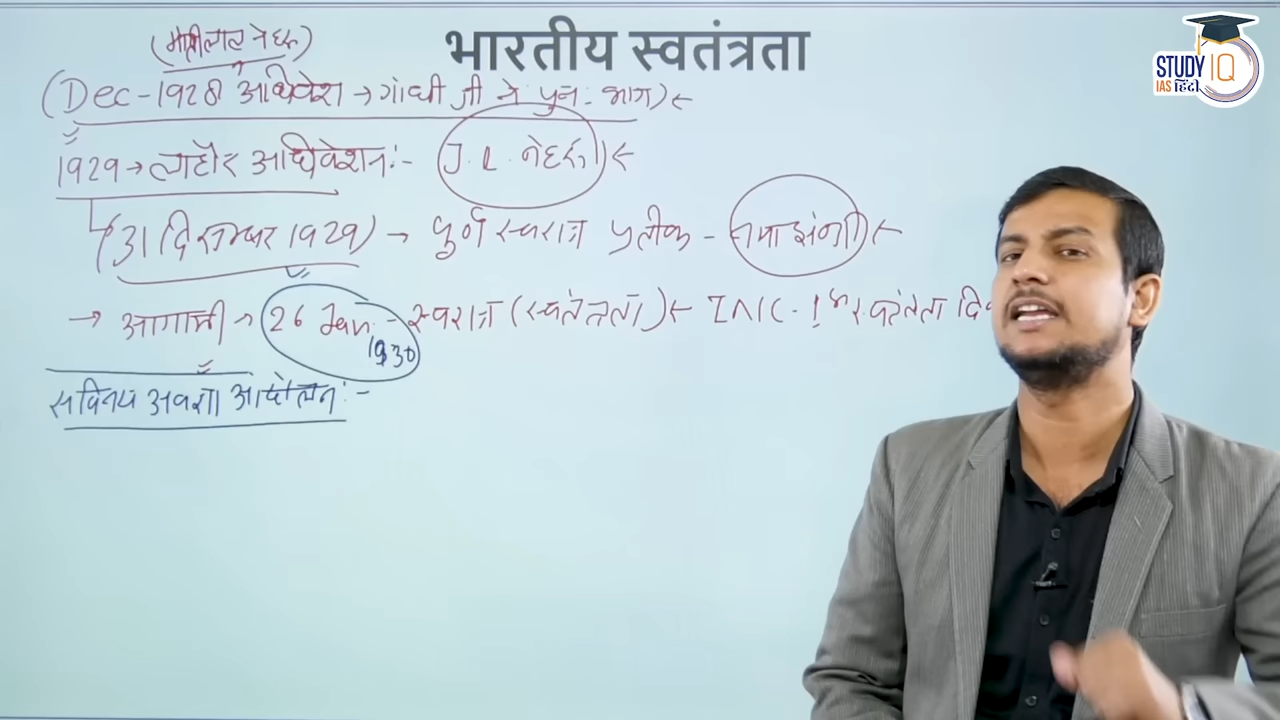 भारतीय स्वतंत्रता
STUDY IQ
IAS हिंदी
(मोतीलाल नेहरू)
(Dec-1928 अधिवेश → गांधी जी ने पुनः भाग)←
1929 → लाहौर अधिवेशन:- (J. L. नेहरू)←
(31 दिसम्बर 1929) → पूर्ण स्वराज प्रतीक -
→ आगामी → 26 Jan - स्वराज (स्वतंत्रता)← INC - 1st स्वतंत्रता
1930
सविनय अवज्ञा आंदोलन:-